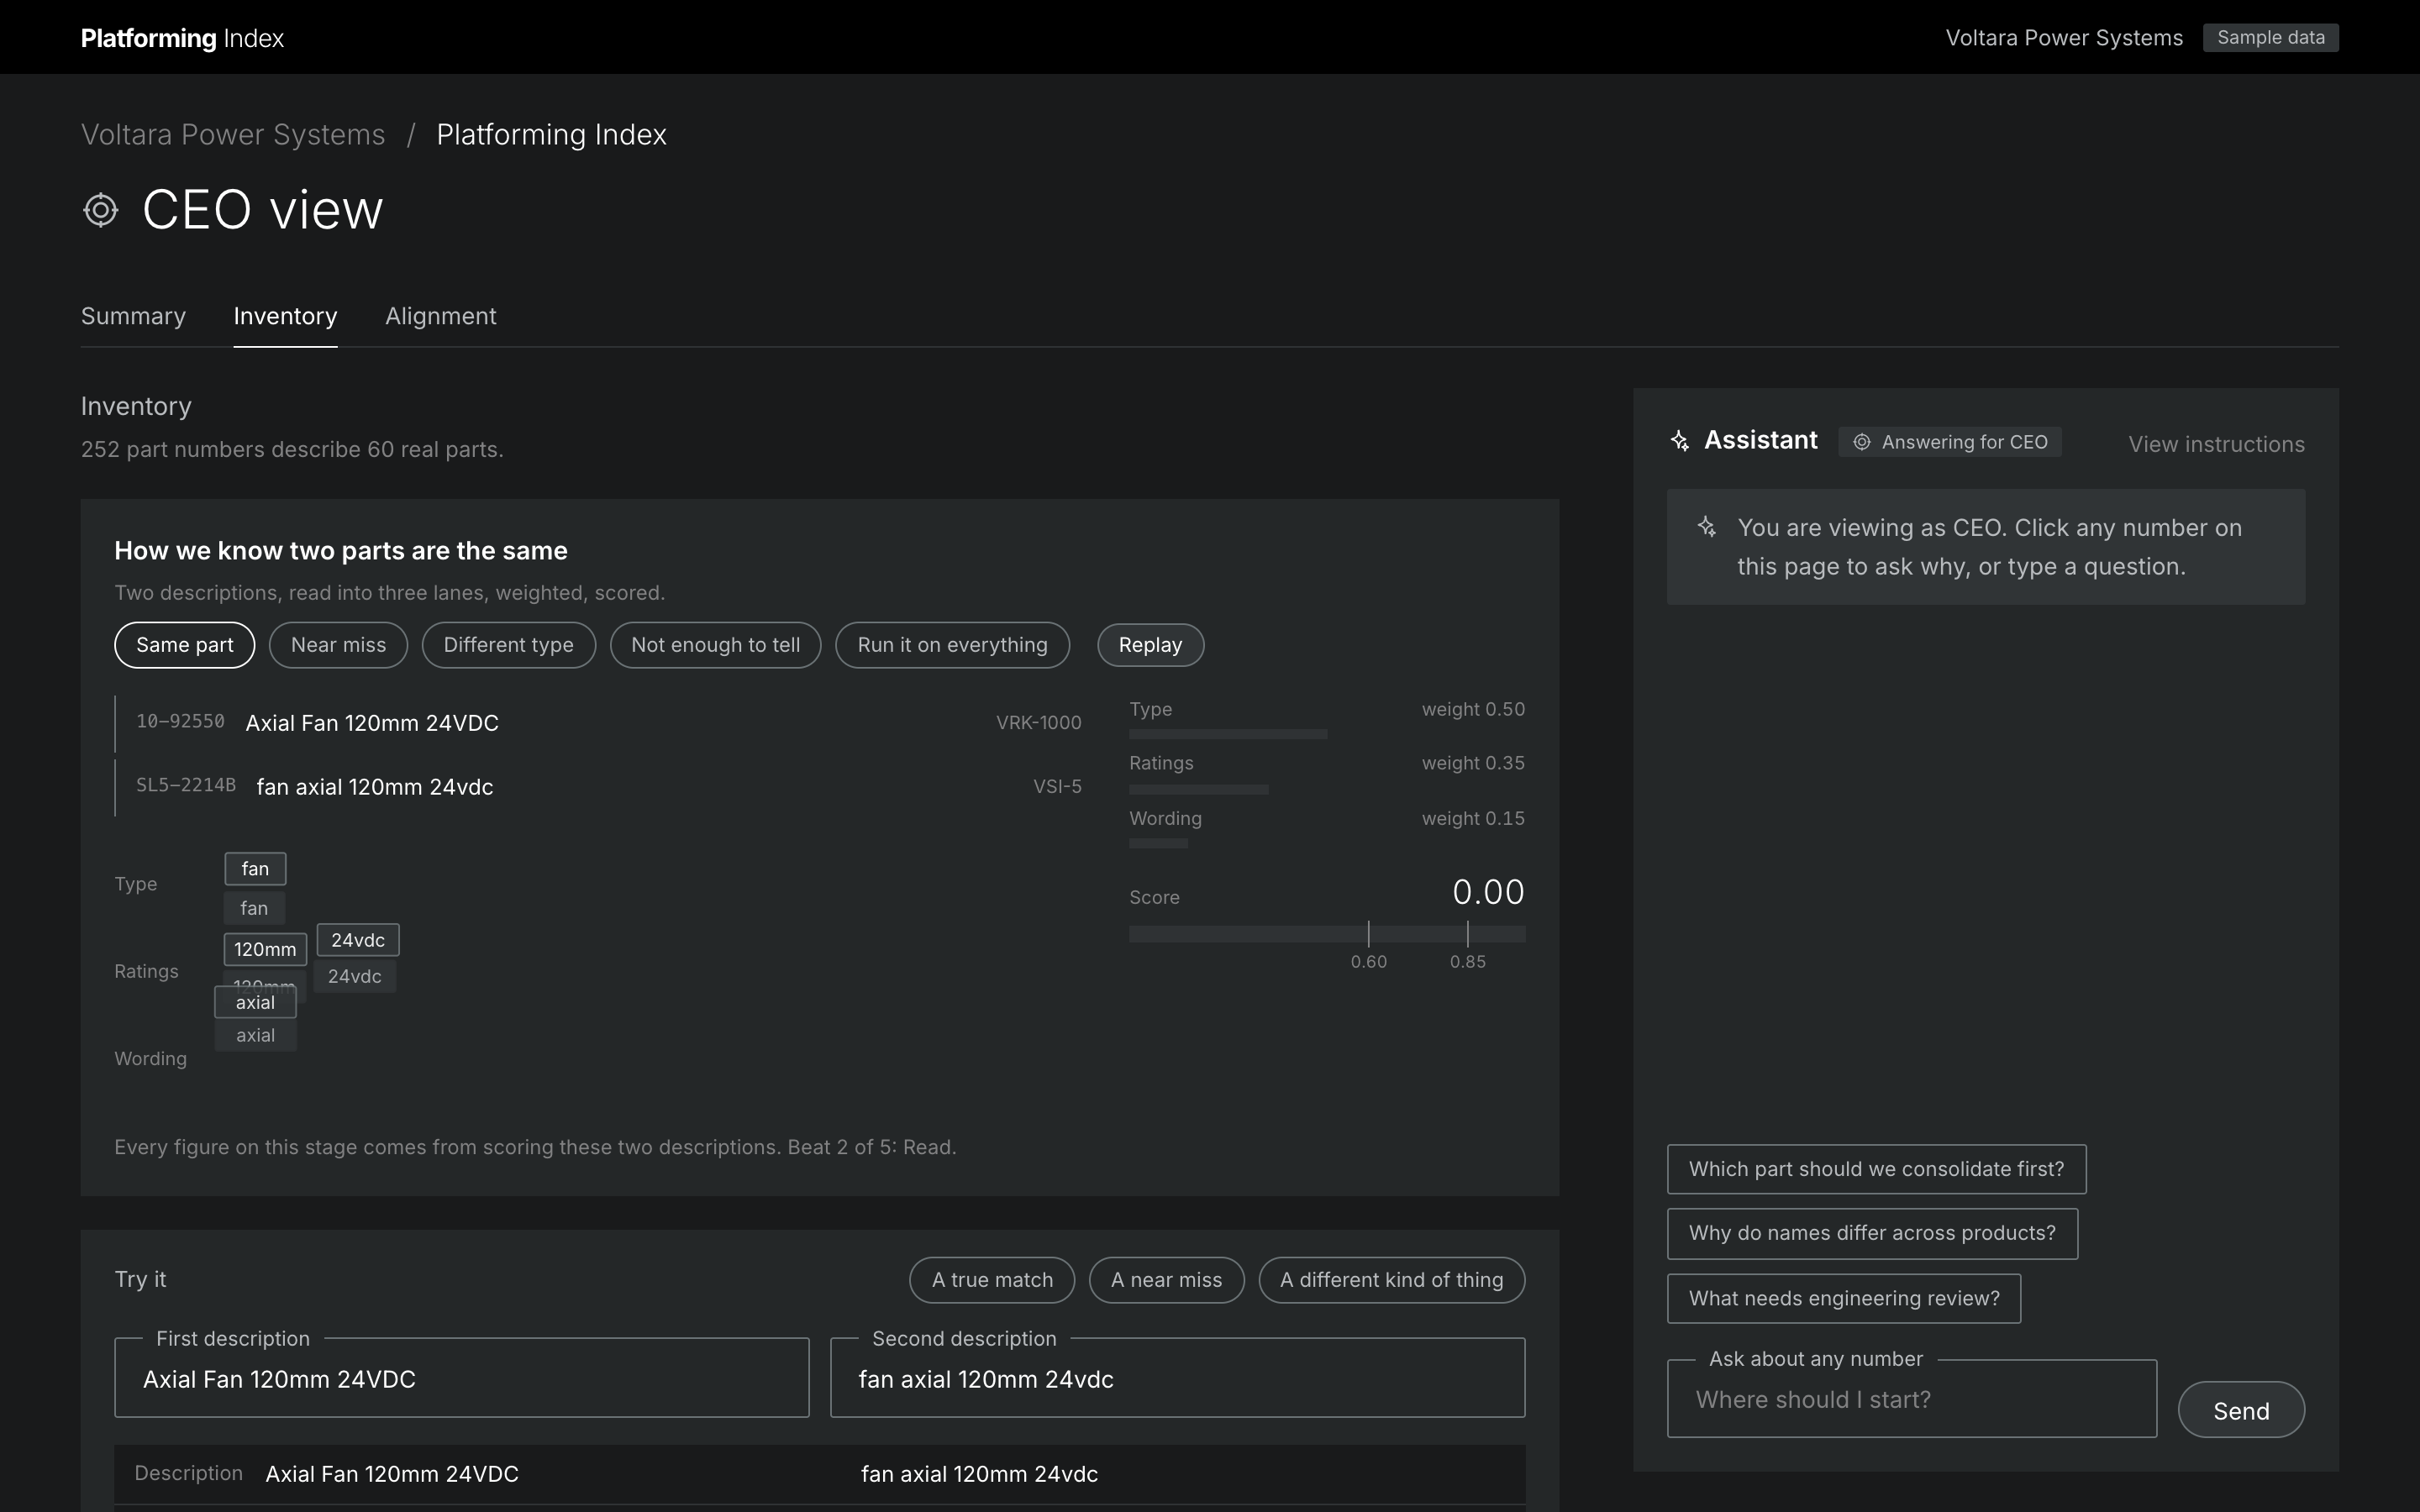 Platforming Index
Voltara Power Systems Sample data
Voltara Power Systems / Platforming Index
CEO view
Summary Inventory Alignment
Inventory
252 part numbers describe 60 real parts.
How we know two parts are the same
Two descriptions, read into three lanes, weighted, scored.
Same part Near miss Different type Not enough to tell Run it on everything Replay
10-92550 Axial Fan 120mm 24VDC VRK-1000
SL5-2214B fan axial 120mm 24vdc VSI-5
Type
fan
fan
Ratings
120mm 24vdc
120mm 24vdc
axial
axial
Wording
Type weight 0.50
Ratings weight 0.35
Wording weight 0.15
Score 0.00
0.60 0.85
Every figure on this stage comes from scoring these two descriptions. Beat 2 of 5: Read.
Try it
A true match A near miss A different kind of thing
First description
Axial Fan 120mm 24VDC
Second description
fan axial 120mm 24vdc
Description Axial Fan 120mm 24VDC fan axial 120mm 24vdc
Assistant Answering for CEO View instructions
You are viewing as CEO. Click any number on
this page to ask why, or type a question.
Which part should we consolidate first?
Why do names differ across products?
What needs engineering review?
Ask about any number
Where should I start?
Send